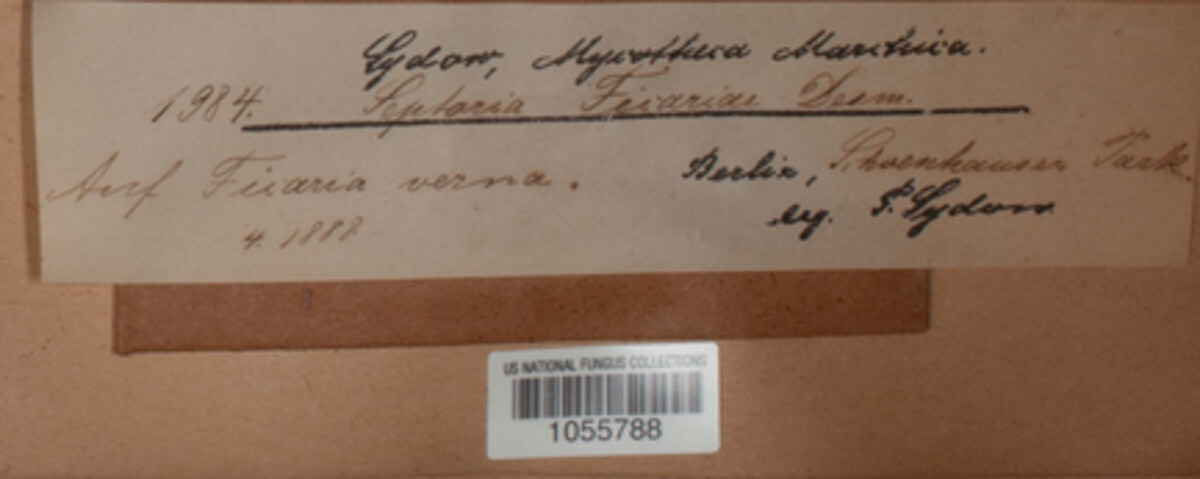 Sydow, Mycotheca Marchica.
1984. Septoria Ficariae Desm.
Auf Ficaria verna. Berlin, Schoenhauser Park.
4. 1888 leg. P. Sydow
US NATIONAL FUNGUS COLLECTIONS
1055788